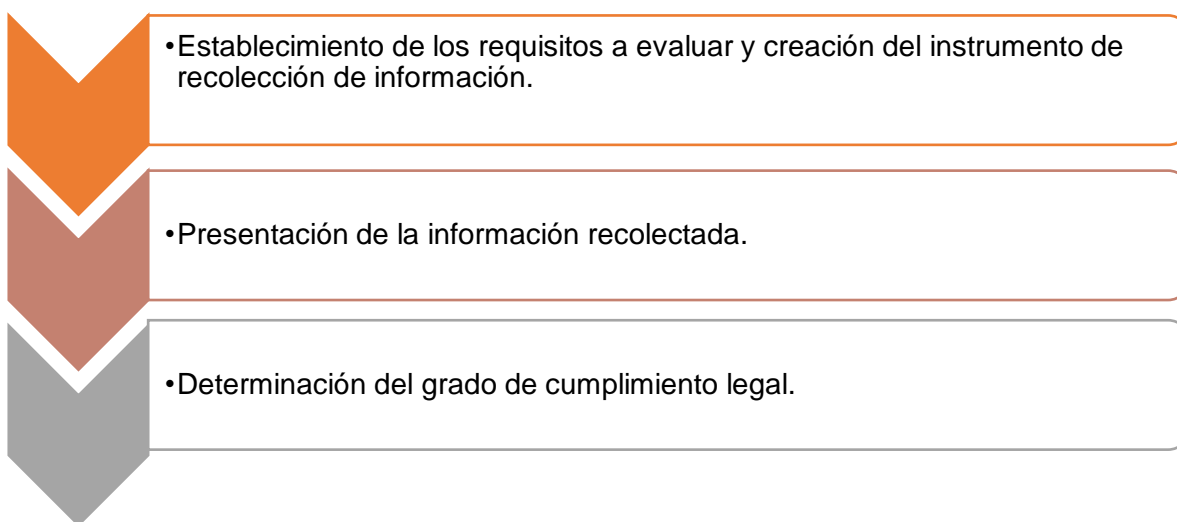 •Establecimiento de los requisitos a evaluar y creación del instrumento de
recolección de información.
•Presentación de la información recolectada.
•Determinación del grado de cumplimiento legal.